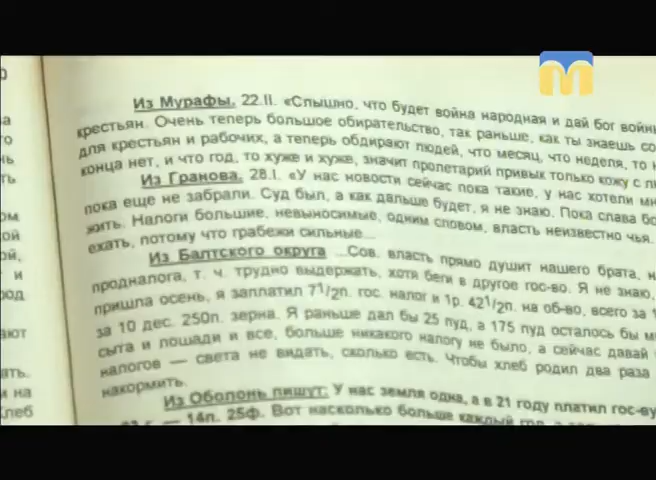 Из Мурафы. 22.II. «Слышно, что будет война народная и дай бог войны
крестьян. Очень теперь большое обирательство, так раньше, как ты знаешь
для крестьян и рабочих, а теперь обдирают людей, что месяц, что неделя, то
конца нет, и что год, то хуже и хуже, значит пролетарий привык только кожу с
Из Гранова. 28.I. «У нас новости сейчас пока такие, у нас хотели
пока еще не забрали. Суд был, а как дальше будет, я не знаю. Пока слава
жить. Налоги большие, невыносимые, одним словом, власть неизвестно чья.
ехать, потому что грабежи сильные...
Из Балтского округа ...Сов. власть прямо душит нашего брата,
продналога, т. ч. трудно выдержать, хотя беги в другое гос-во. Я не знаю,
пришла осень, я заплатил 7 1/2п. гос. налог и 1р. 42 1/2п. на об-во, всего за
за 10 дес. 250п. зерна. Я раньше дал бы 25 пуд, а 175 пуд осталось бы
сыта и лошади и все, больше никакого налогу не было, а сейчас давай
налогов — света не видать, сколько есть. Чтобы хлеб родил два раза
накормить.
Из Оболонь пишут: У нас земля одна, а в 21 году платил гос-ву
— 14п. 25ф. Вот насколько больше каждый год,